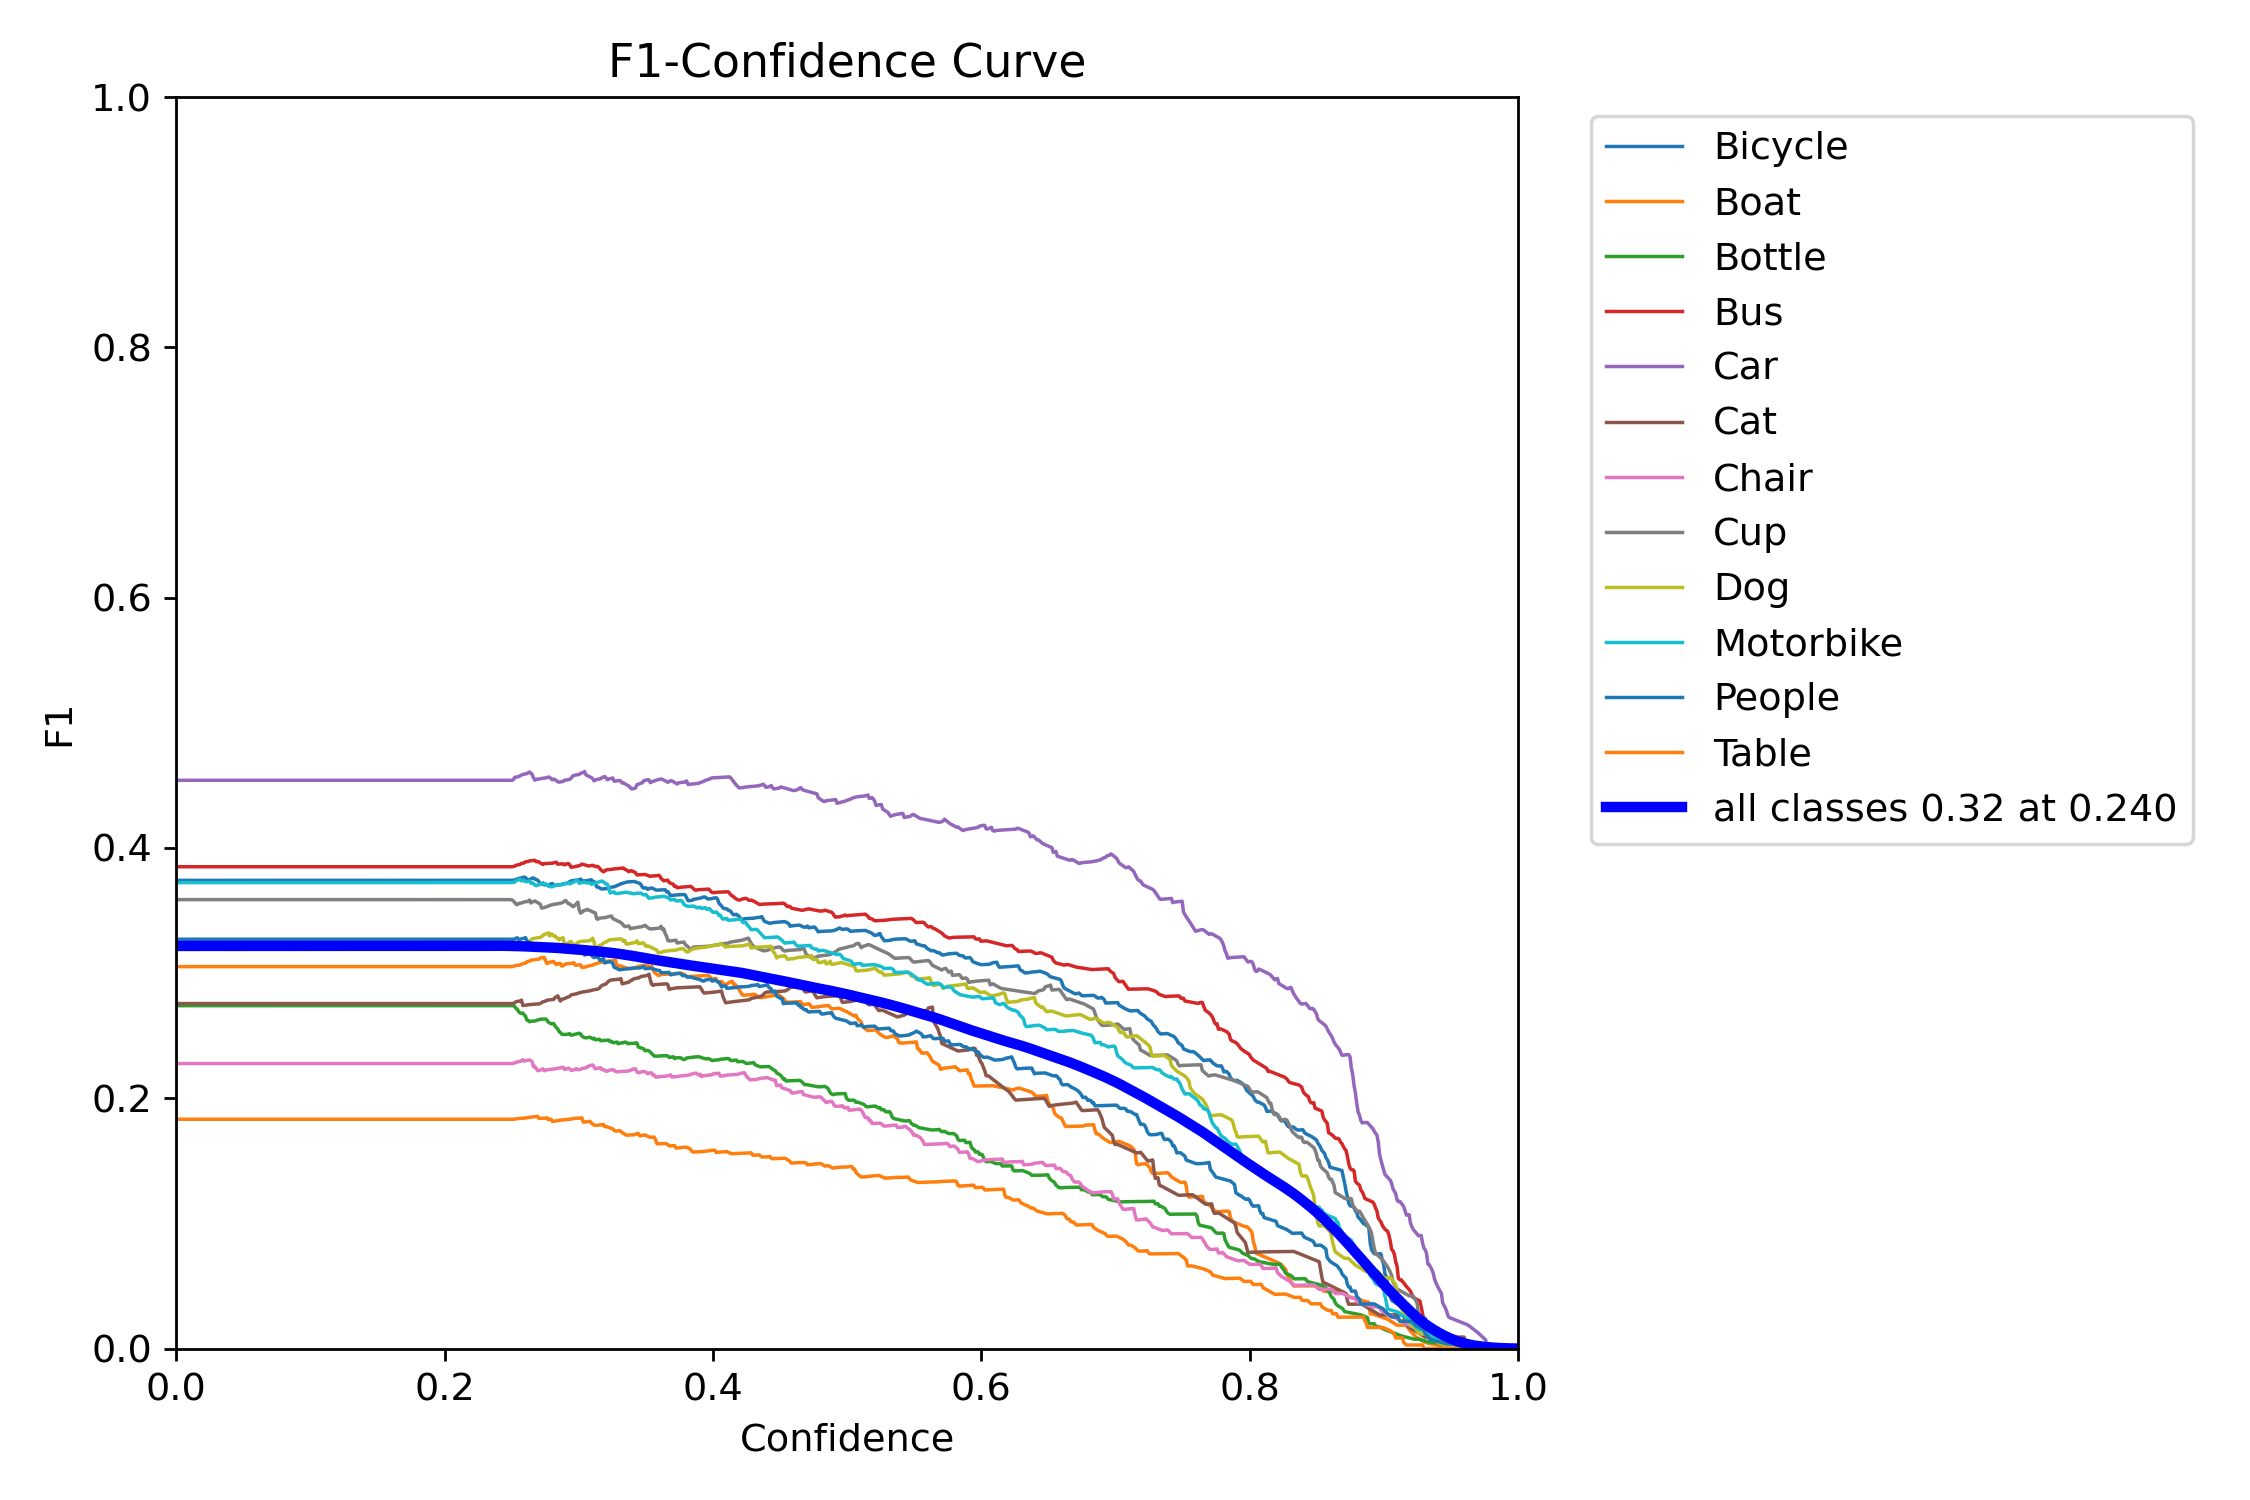 F1-Confidence Curve
1.0
0.8
0.6
0.4
0.2
0.0
F1
0.0 0.2 0.4 0.6 0.8 1.0
Confidence
Bicycle
Boat
Bottle
Bus
Car
Cat
Chair
Cup
Dog
Motorbike
People
Table
all classes 0.32 at 0.240